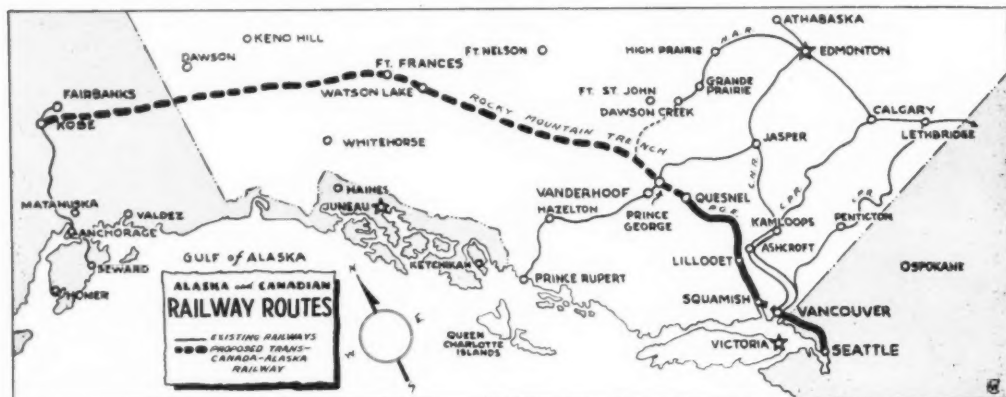 ATHABASKA
KENO HILL
DAWSON
FT. NELSON
HIGH PRAIRIE
N.A.R.
EDMONTON
FT. FRANCES
FAIRBANKS
WATSON LAKE
GRANDE
PRAIRIE
FT. ST. JOHN
DAWSON CREEK
KOBE
ROCKY MOUNTAIN TRENCH
CALGARY
LETHBRIDGE
WHITEHORSE
JASPER
C.N.R.
C.P.R.
HAINES
JUNEAU
VANDERHOOF
QUESNEL
MATANUSKA
VALDEZ
HAZELTON
PRINCE
GEORGE
P.G.E.
KAMLOOPS
PENTICTON
ANCHORAGE
ASHCROFT
GULF of ALASKA
SEWARD
KETCHIKAN
LILLOOET
SPOKANE
HOMER
PRINCE RUPERT
ALASKA and CANADIAN
RAILWAY ROUTES
EXISTING RAILWAYS
PROPOSED TRANS-
CANADA-ALASKA
RAILWAY
N
E
SQUAMISH
VANCOUVER
QUEEN
CHARLOTTE
ISLANDS
VICTORIA
SEATTLE